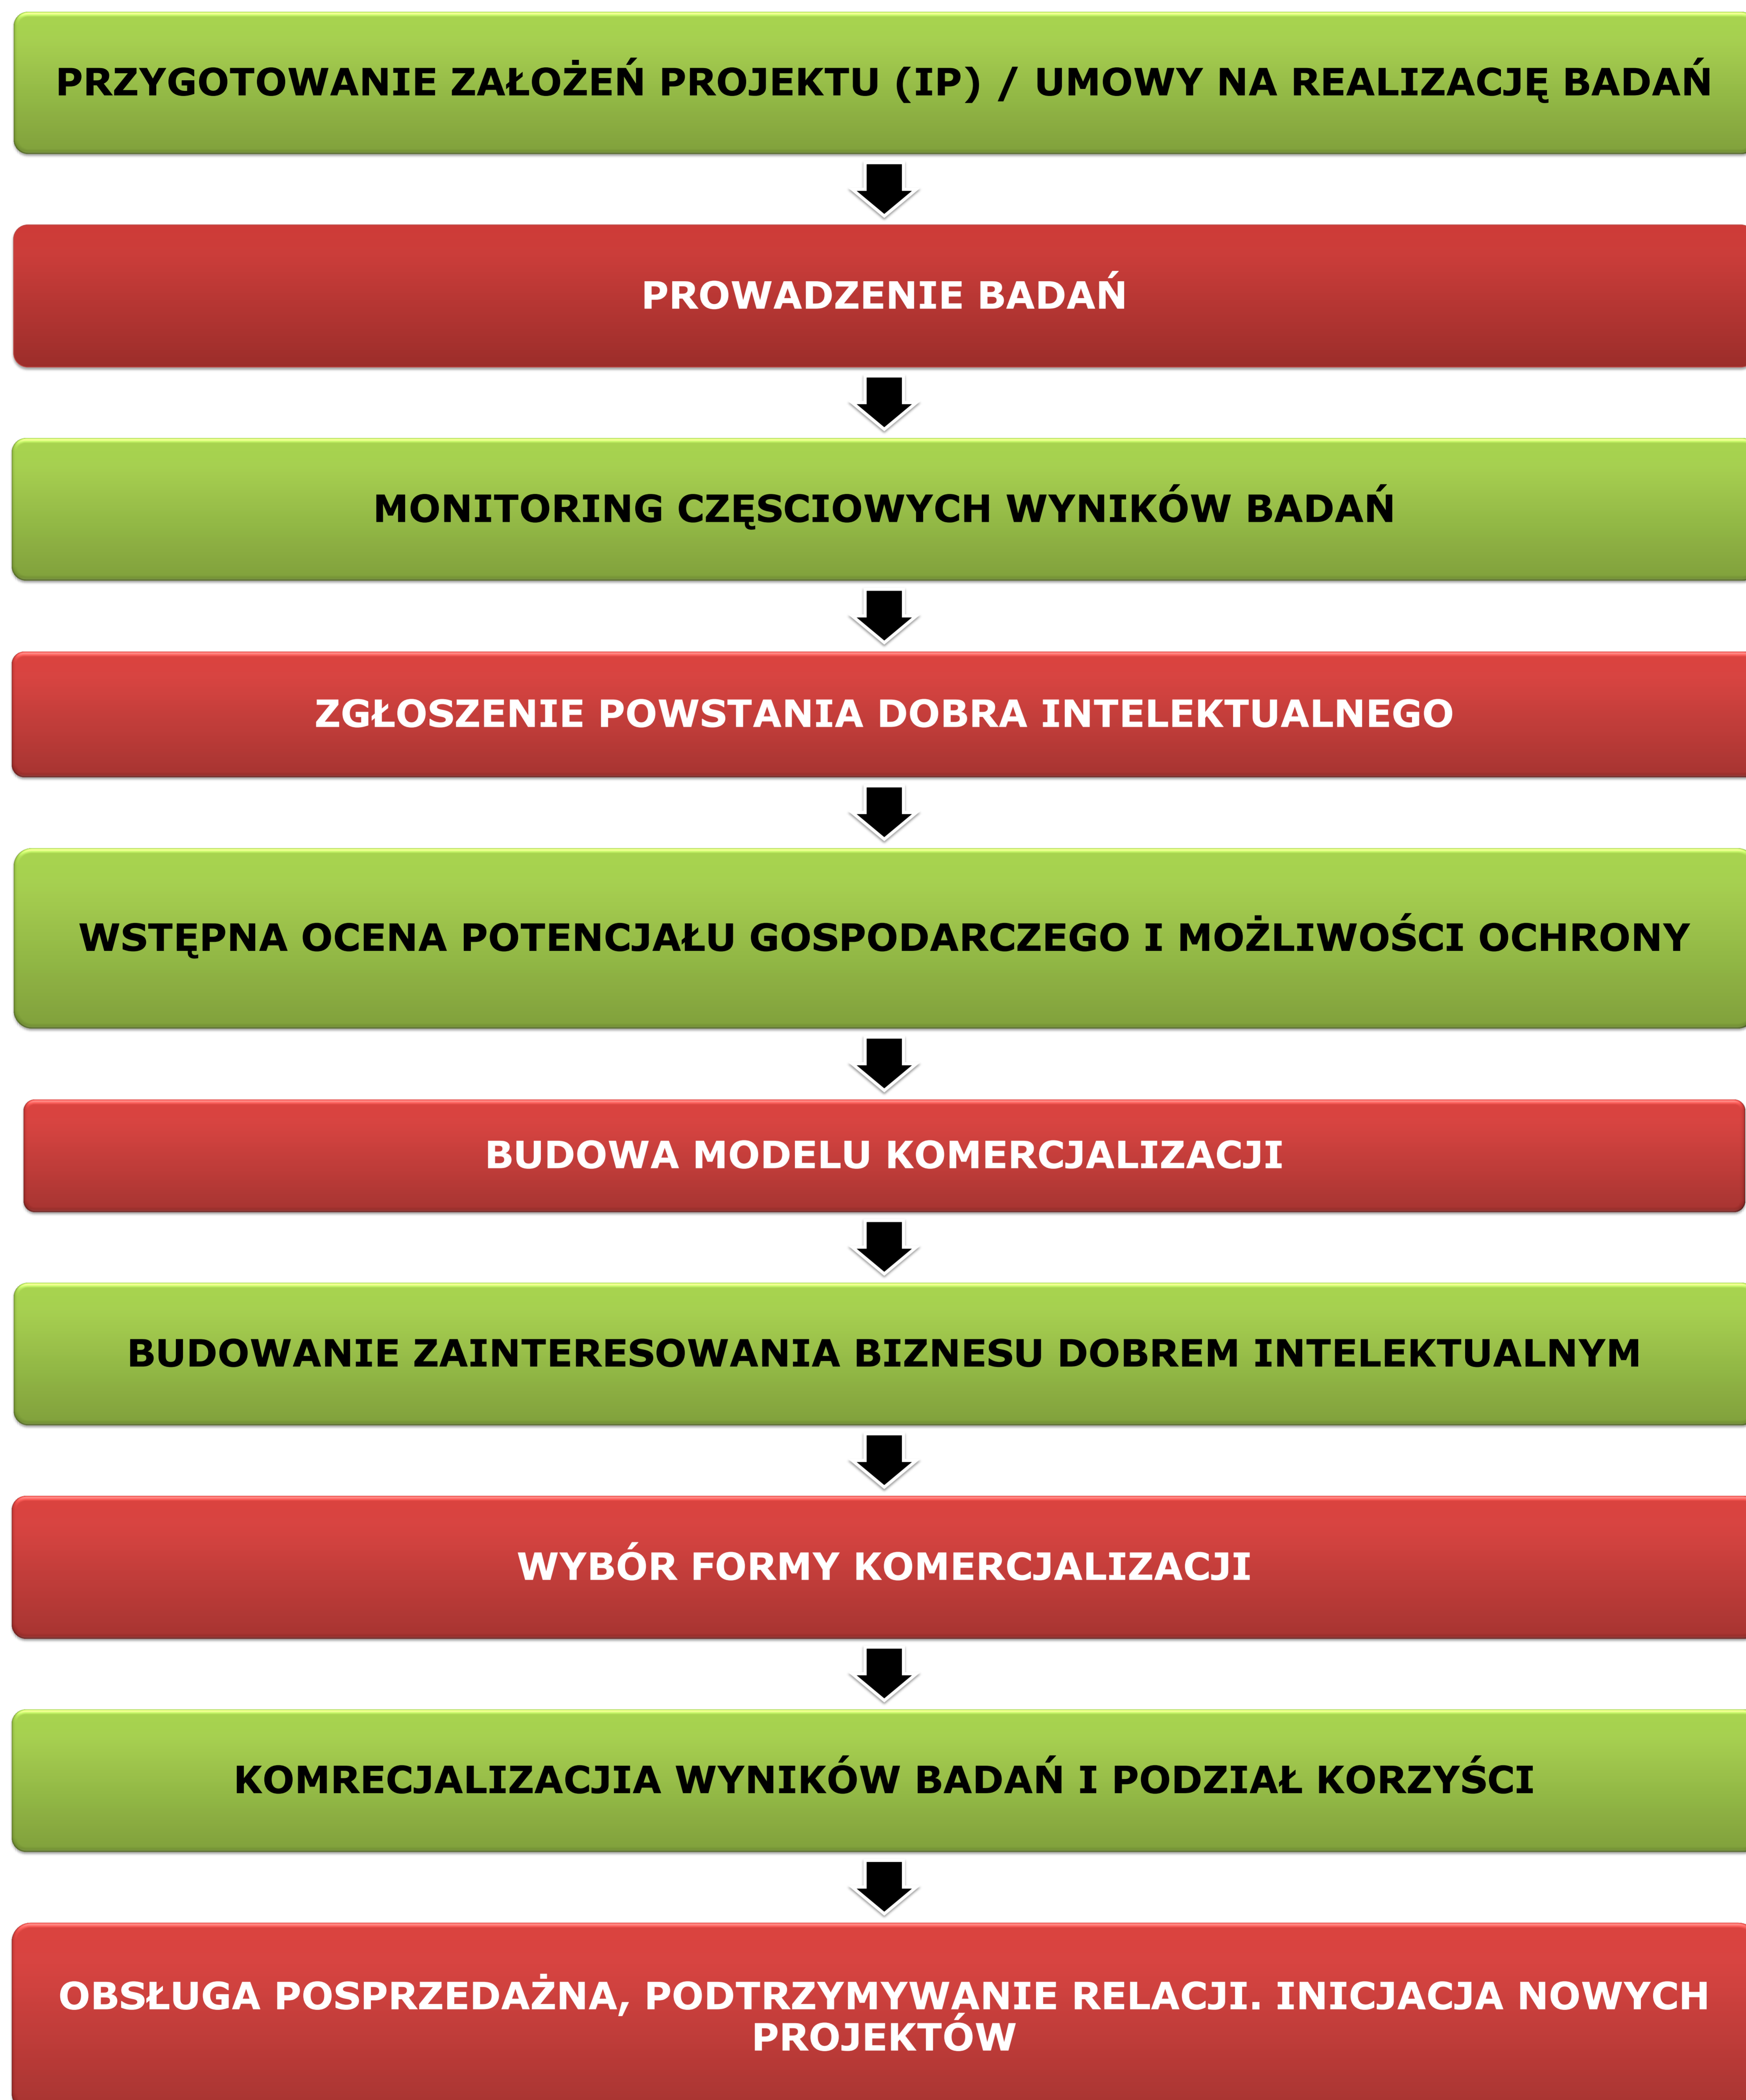 PRZYGOTOWANIE ZAŁOŻEŃ PROJEKTU (IP) / UMOWY NA REALIZACJĘ BADAŃ
PROWADZENIE BADAŃ
MONITORING CZĘSCIOWYCH WYNIKÓW BADAŃ
ZGŁOSZENIE POWSTANIA DOBRA INTELEKTUALNEGO
WSTĘPNA OCENA POTENCJAŁU GOSPODARCZEGO I MOŻLIWOŚCI OCHRONY
BUDOWA MODELU KOMERCJALIZACJI
BUDOWANIE ZAINTERESOWANIA BIZNESU DOBREM INTELEKTUALNYM
WYBÓR FORMY KOMERCJALIZACJI
KOMRECJALIZACJIA WYNIKÓW BADAŃ I PODZIAŁ KORZYŚCI
OBSŁUGA POSPRZEDAŻNA, PODTRZYMYWANIE RELACJI. INICJACJA NOWYCH
PROJEKTÓW